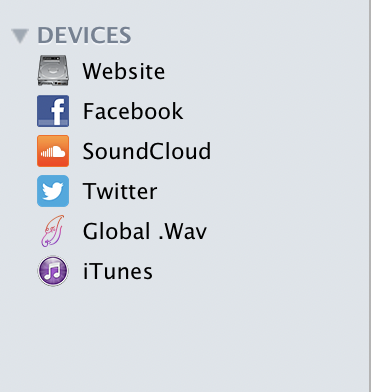 DEVICES
Website
Facebook
SoundCloud
Twitter
Global .Wav
iTunes